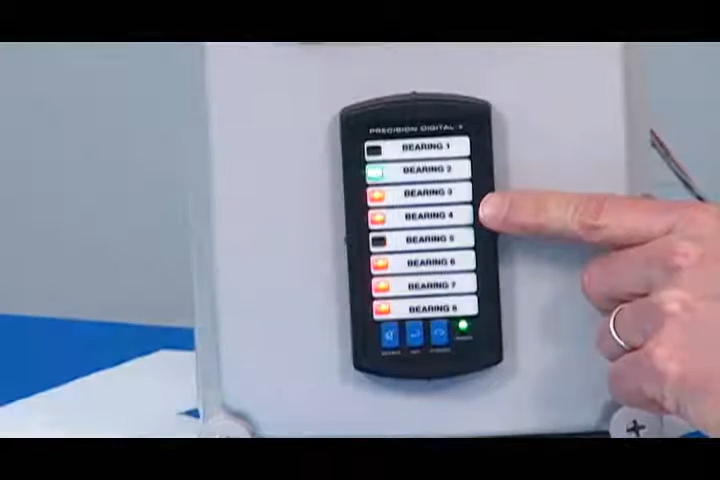 PRECISION DIGITAL
BEARING 1
BEARING 2
BEARING 3
BEARING 4
BEARING 5
BEARING 6
BEARING 7
BEARING 8